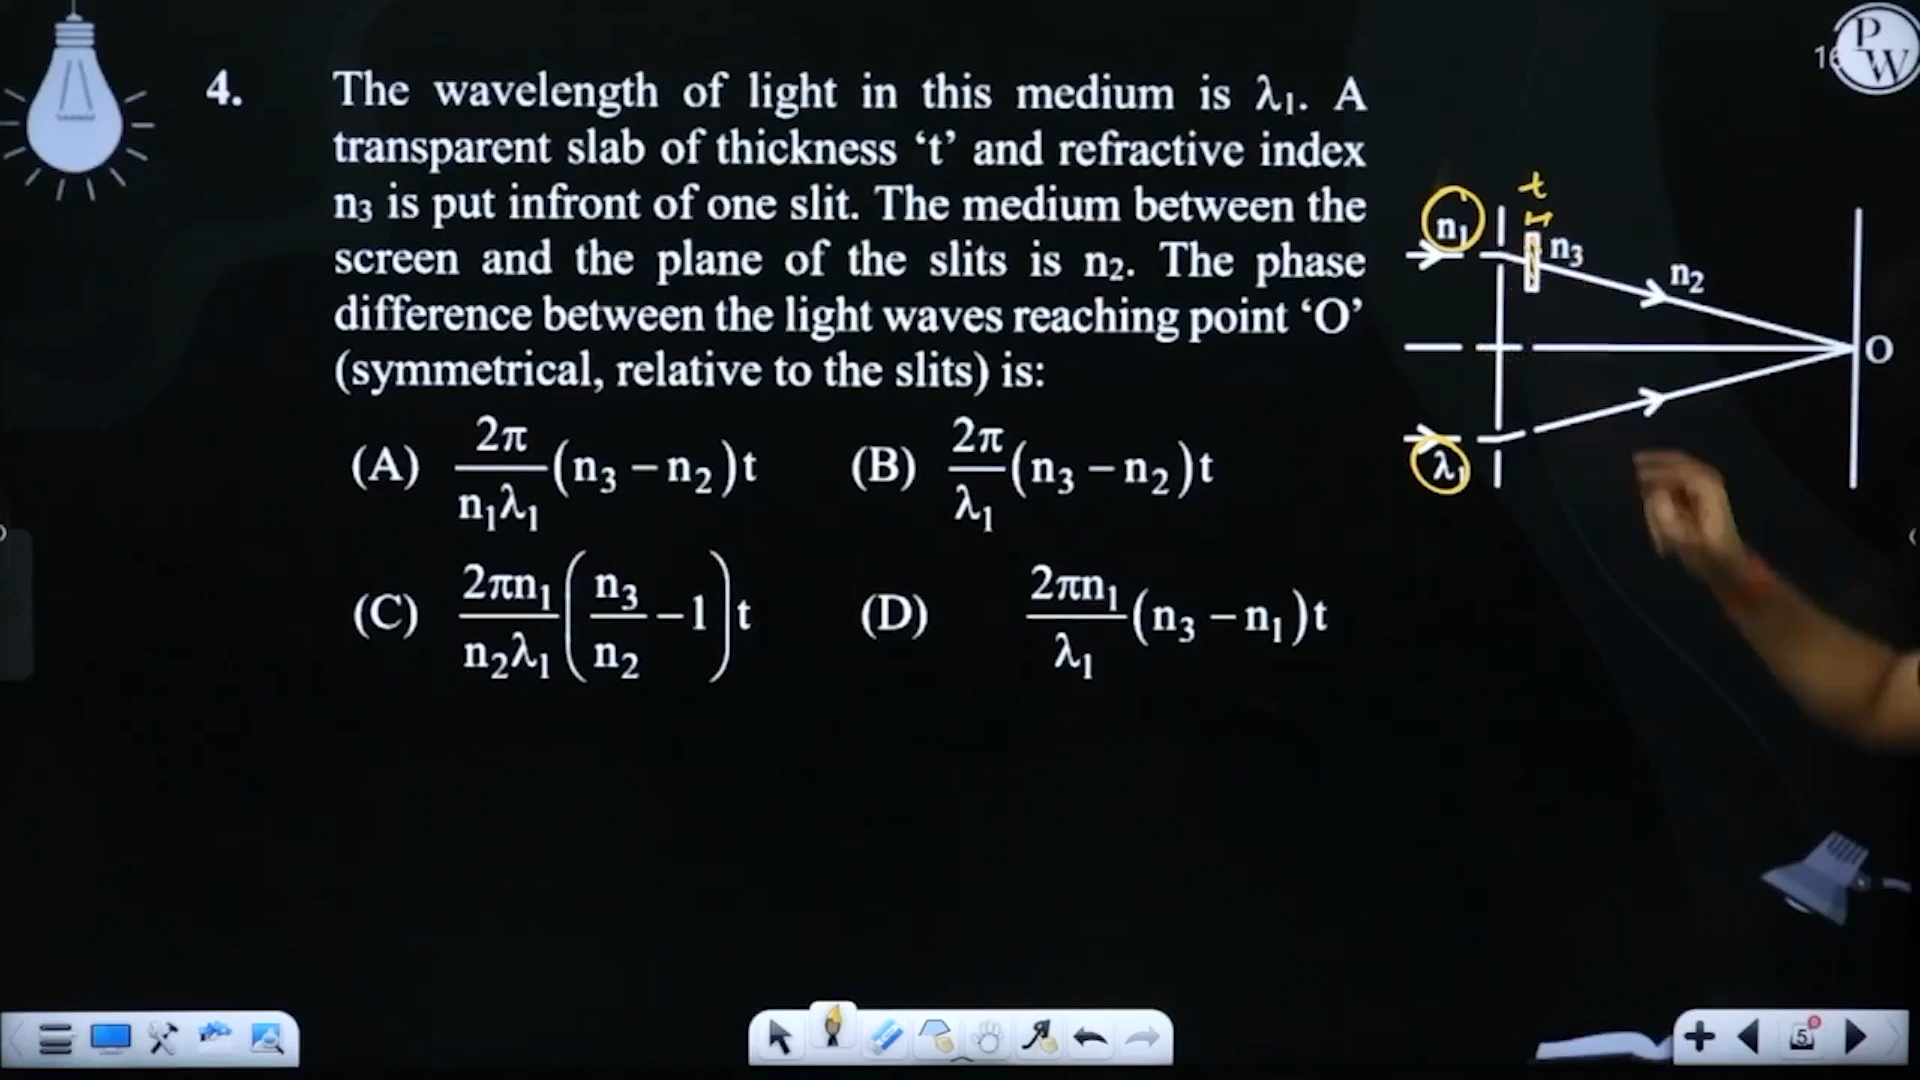 PW
16
4. The wavelength of light in this medium is λ₁. A
transparent slab of thickness ‘t’ and refractive index
n₃ is put infront of one slit. The medium between the
screen and the plane of the slits is n₂. The phase
difference between the light waves reaching point ‘O’
(symmetrical, relative to the slits) is:
(A) 2π/(n₁λ₁) (n₃ – n₂)t (B) 2π/λ₁ (n₃ – n₂)t
(C) 2πn₁/(n₂λ₁) (n₃/n₂ – 1)t (D) 2πn₁/λ₁ (n₃ – n₁)t
t
n₁
n₃
n₂
O
λ₁
5